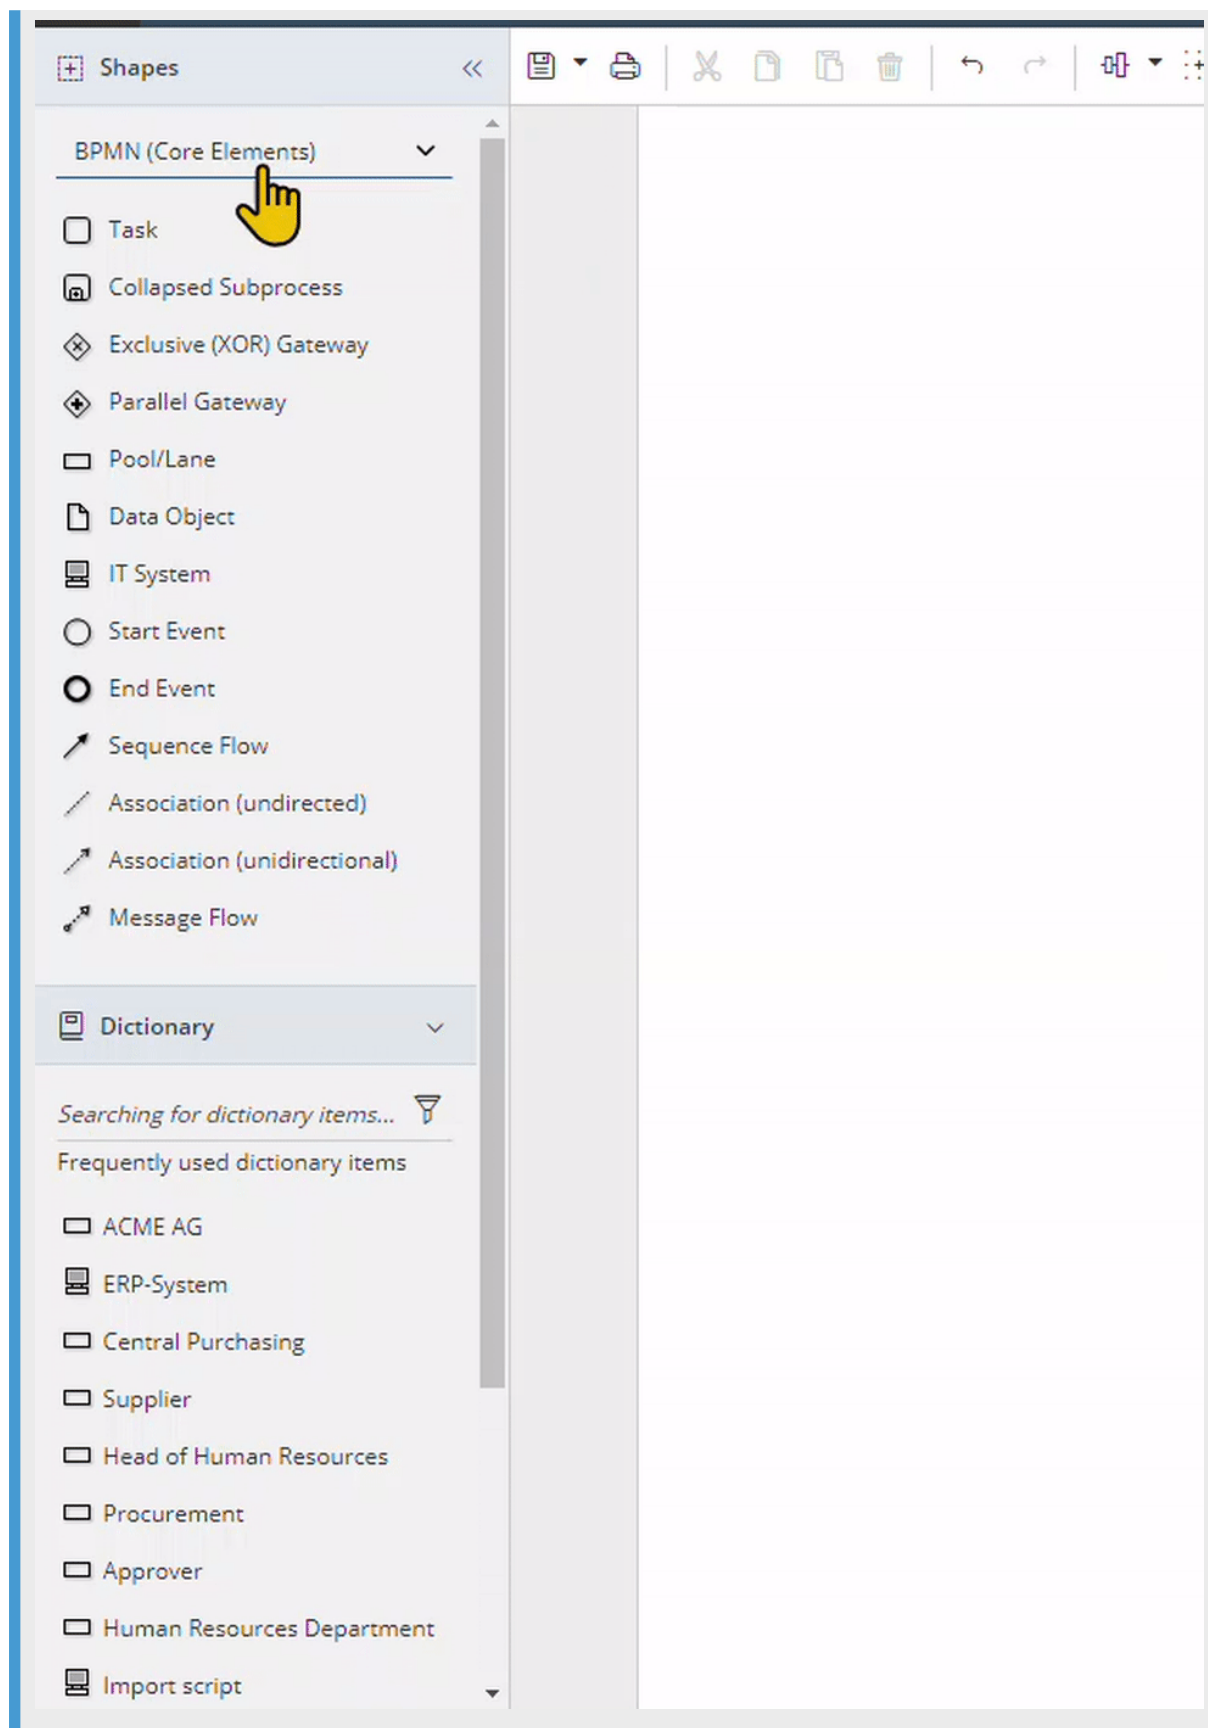 Shapes
BPMN (Core Elements)
Task
Collapsed Subprocess
Exclusive (XOR) Gateway
Parallel Gateway
Pool/Lane
Data Object
IT System
Start Event
End Event
Sequence Flow
Association (undirected)
Association (unidirectional)
Message Flow
Dictionary
Searching for dictionary items...
Frequently used dictionary items
ACME AG
ERP-System
Central Purchasing
Supplier
Head of Human Resources
Procurement
Approver
Human Resources Department
Import script